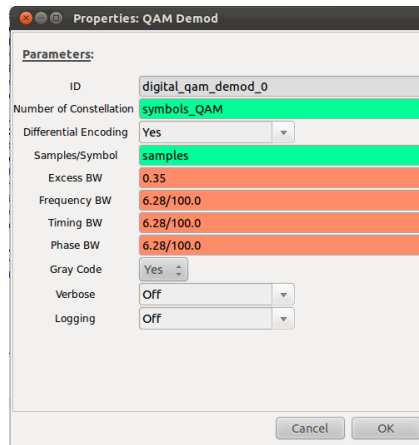 Properties: QAM Demod
Parameters:
ID digital_qam_demod_0
Number of Constellation symbols_QAM
Differential Encoding Yes
Samples/Symbol samples
Excess BW 0.35
Frequency BW 6.28/100.0
Timing BW 6.28/100.0
Phase BW 6.28/100.0
Gray Code Yes
Verbose Off
Logging Off
Cancel OK